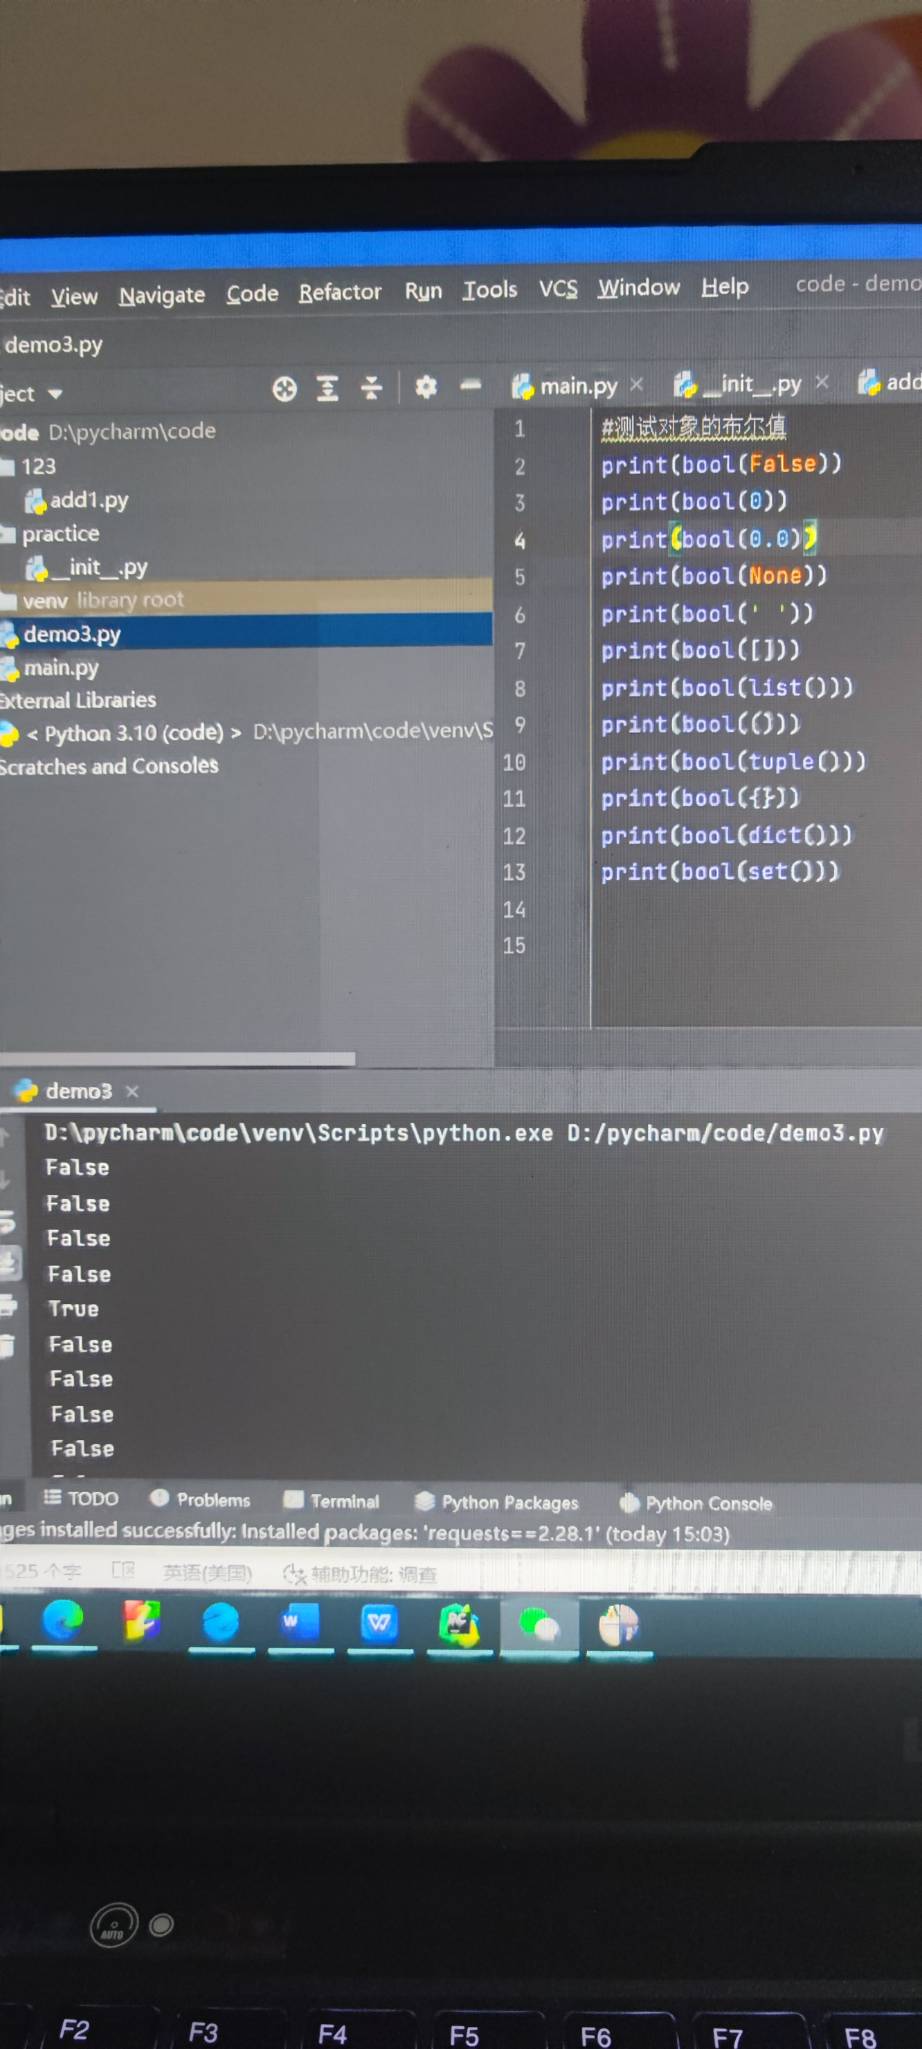 View Navigate Code Refactor Run Tools VCS Window Help code - demo
demo3.py
main.py __init__.py add
D:\pycharm\code
123
add1.py
practice
__init__.py
venv library root
demo3.py
main.py
External Libraries
< Python 3.10 (code) > D:\pycharm\code\venv\S
Scratches and Consoles
1 #测试对象的布尔值
2 print(bool(False))
3 print(bool(0))
4 print(bool(0.0))
5 print(bool(None))
6 print(bool(' '))
7 print(bool([]))
8 print(bool(list()))
9 print(bool(()))
10 print(bool(tuple()))
11 print(bool({}))
12 print(bool(dict()))
13 print(bool(set()))
14
15
demo3
D:\pycharm\code\venv\Scripts\python.exe D:/pycharm/code/demo3.py
False
False
False
False
True
False
False
False
False
TODO Problems Terminal Python Packages Python Console
ges installed successfully: Installed packages: 'requests==2.28.1' (today 15:03)
525 个字 英语(美国) 辅助功能: 调查
AUTO
F2 F3 F4 F5 F6 F7 F8